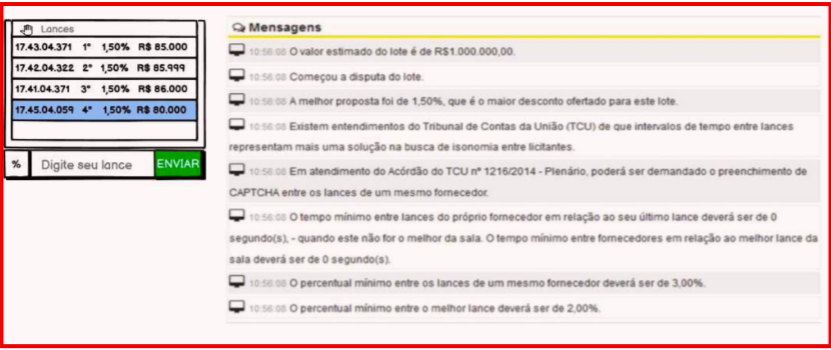 Lances
17.43.04.371 1° 1,50% R$ 85.000
17.42.04.322 2° 1,50% R$ 85.999
17.41.04.371 3° 1,50% R$ 86.000
17.45.04.059 4° 1,50% R$ 80.000
% Digite seu lance ENVIAR
Mensagens
10:56:08 O valor estimado do lote é de R$1.000.000,00.
10:56:08 Começou a disputa do lote.
10:56:08 A melhor proposta foi de 1,50%, que é o maior desconto ofertado para este lote.
10:56:08 Existem entendimentos do Tribunal de Contas da União (TCU) de que intervalos de tempo entre lances
representam mais uma solução na busca de isonomia entre licitantes.
10:56:08 Em atendimento do Acórdão do TCU nº 1216/2014 - Plenário, poderá ser demandado o preenchimento de
CAPTCHA entre os lances de um mesmo fornecedor.
10:56:08 O tempo mínimo entre lances do próprio fornecedor em relação ao seu último lance deverá ser de 0
segundo(s), - quando este não for o melhor da sala. O tempo mínimo entre fornecedores em relação ao melhor lance da
sala deverá ser de 0 segundo(s).
10:56:08 O percentual mínimo entre os lances de um mesmo fornecedor deverá ser de 3,00%.
10:56:08 O percentual mínimo entre o melhor lance deverá ser de 2,00%.